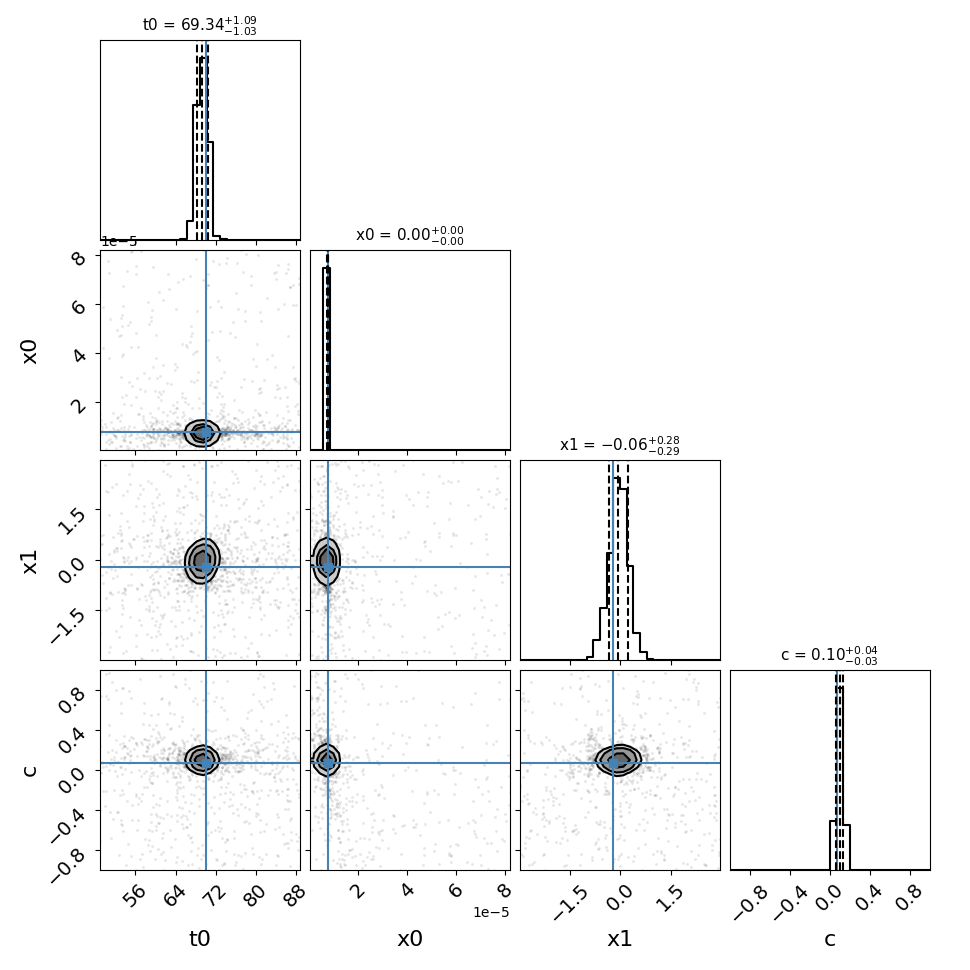 t0 = 69.34+1.09−1.03
1e−5
x0 = 0.00+0.00−0.00
8
6
4
2
x0
x1 = −0.06+0.28−0.29
1.5
0.0
−1.5
x1
c = 0.10+0.04−0.03
0.8
0.4
0.0
−0.4
−0.8
c
56 64 72 80 88
2 4 6 8
1e−5
−1.5 0.0 1.5
−0.8 −0.4 0.0 0.4 0.8
t0 x0 x1 c